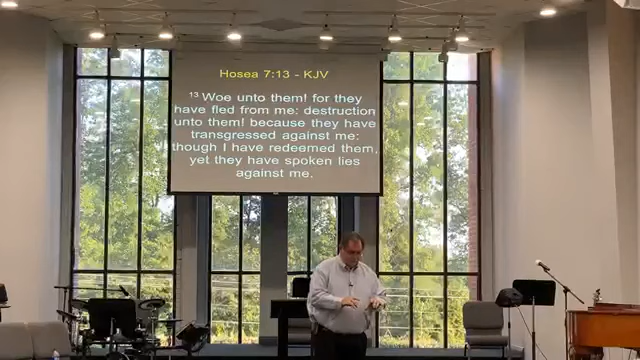 Hosea 7:13 - KJV
13 Woe unto them! for they
have fled from me: destruction
unto them! because they have
transgressed against me:
though I have redeemed them,
yet they have spoken lies
against me.